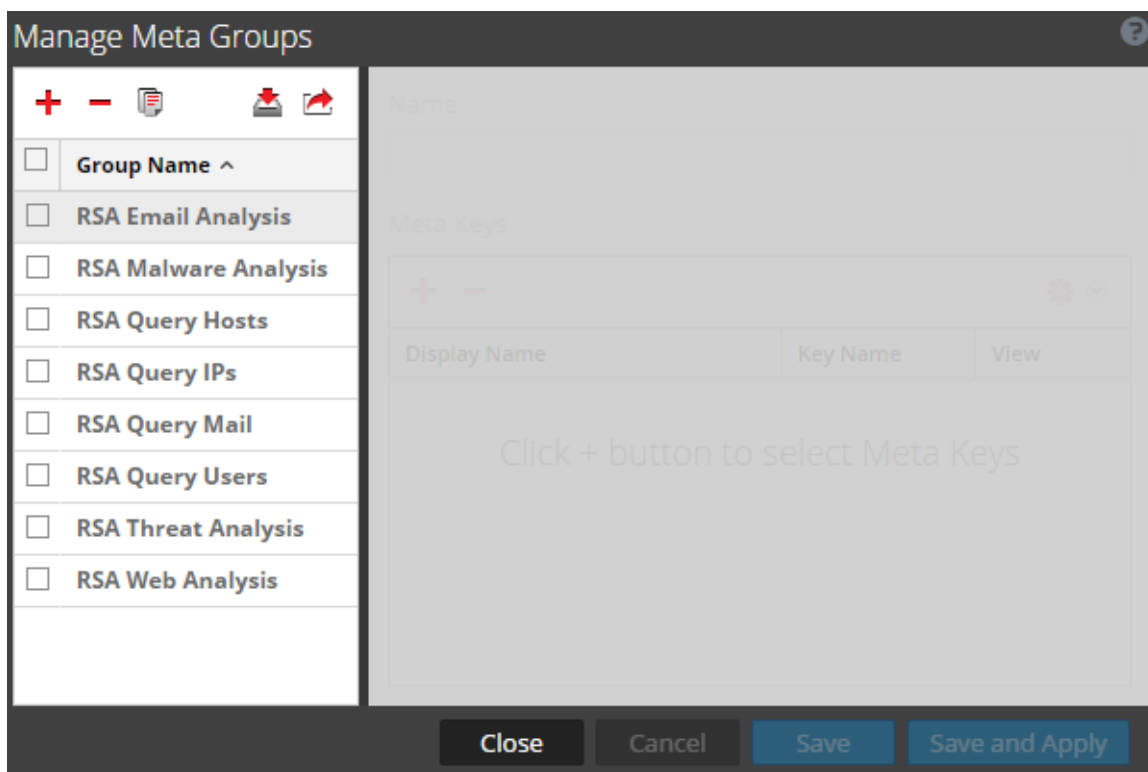 Manage Meta Groups
Name
Group Name
RSA Email Analysis
Meta Keys
RSA Malware Analysis
RSA Query Hosts
Display Name Key Name View
RSA Query IPs
RSA Query Mail
Click + button to select Meta Keys
RSA Query Users
RSA Threat Analysis
RSA Web Analysis
Close Cancel Save Save and Apply